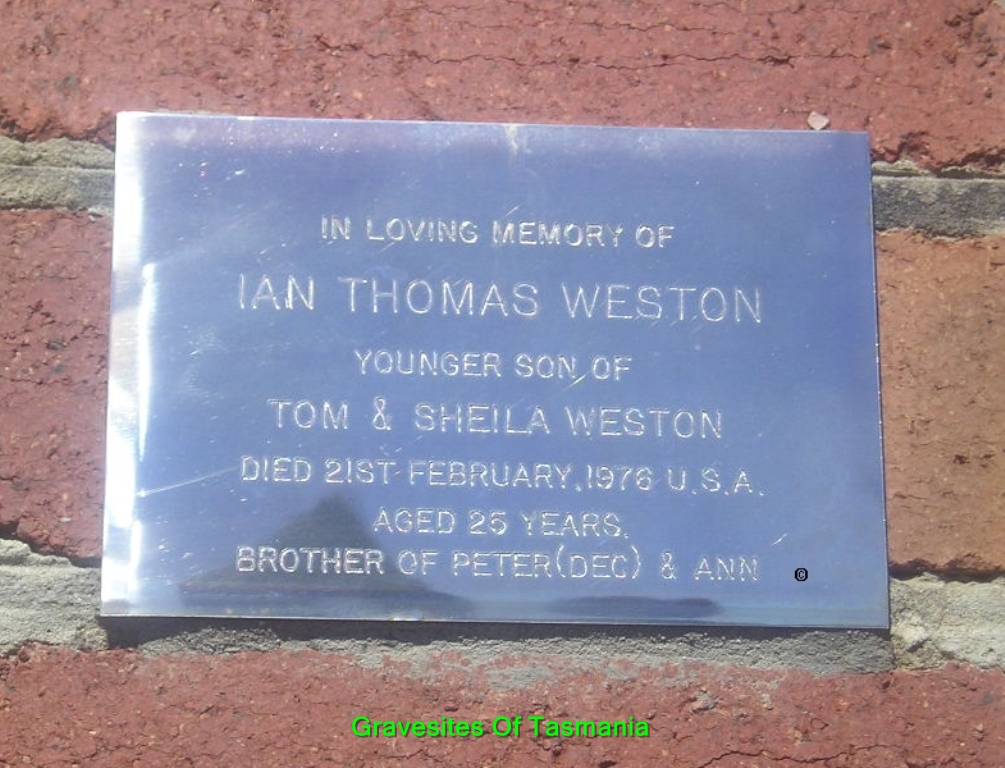 IN LOVING MEMORY OF
IAN THOMAS WESTON
YOUNGER SON OF
TOM & SHEILA WESTON
DIED 21ST FEBRUARY, 1976 U.S.A.
AGED 25 YEARS.
BROTHER OF PETER (DEC) & ANN
©
Gravesites Of Tasmania